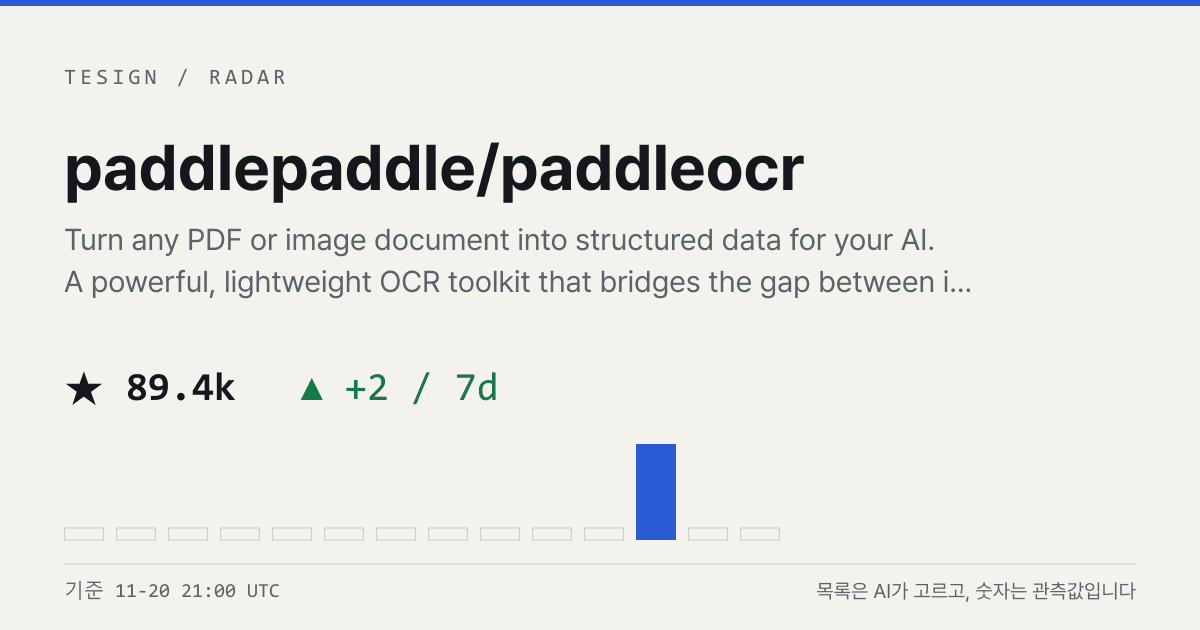 TESIGN / RADAR
paddlepaddle/paddleocr
Turn any PDF or image document into structured data for your AI.
A powerful, lightweight OCR toolkit that bridges the gap between i...
★ 89.4k ▲ +2 / 7d
기준 11-20 21:00 UTC
목록은 AI가 고르고, 숫자는 관측값입니다